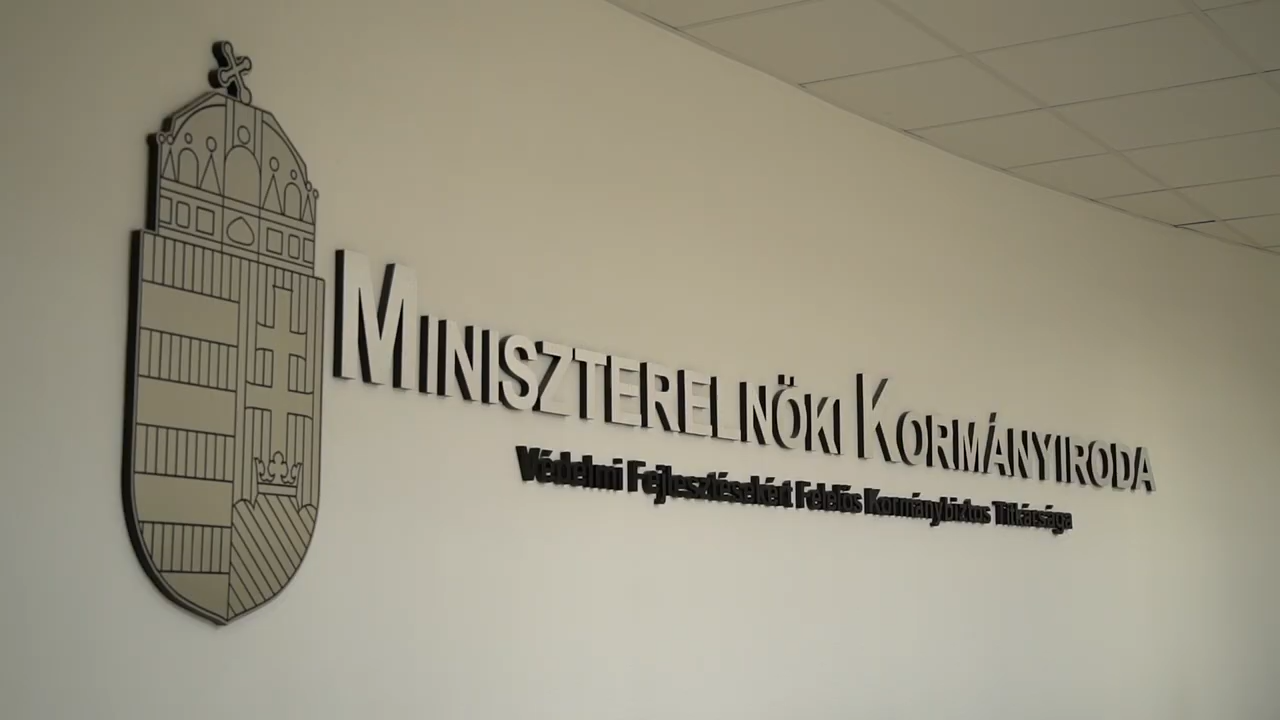 MINISZTERELNÖKI KORMÁNYIRODA
Védelmi Fejlesztésekért Felelős Kormánybiztos Titkársága